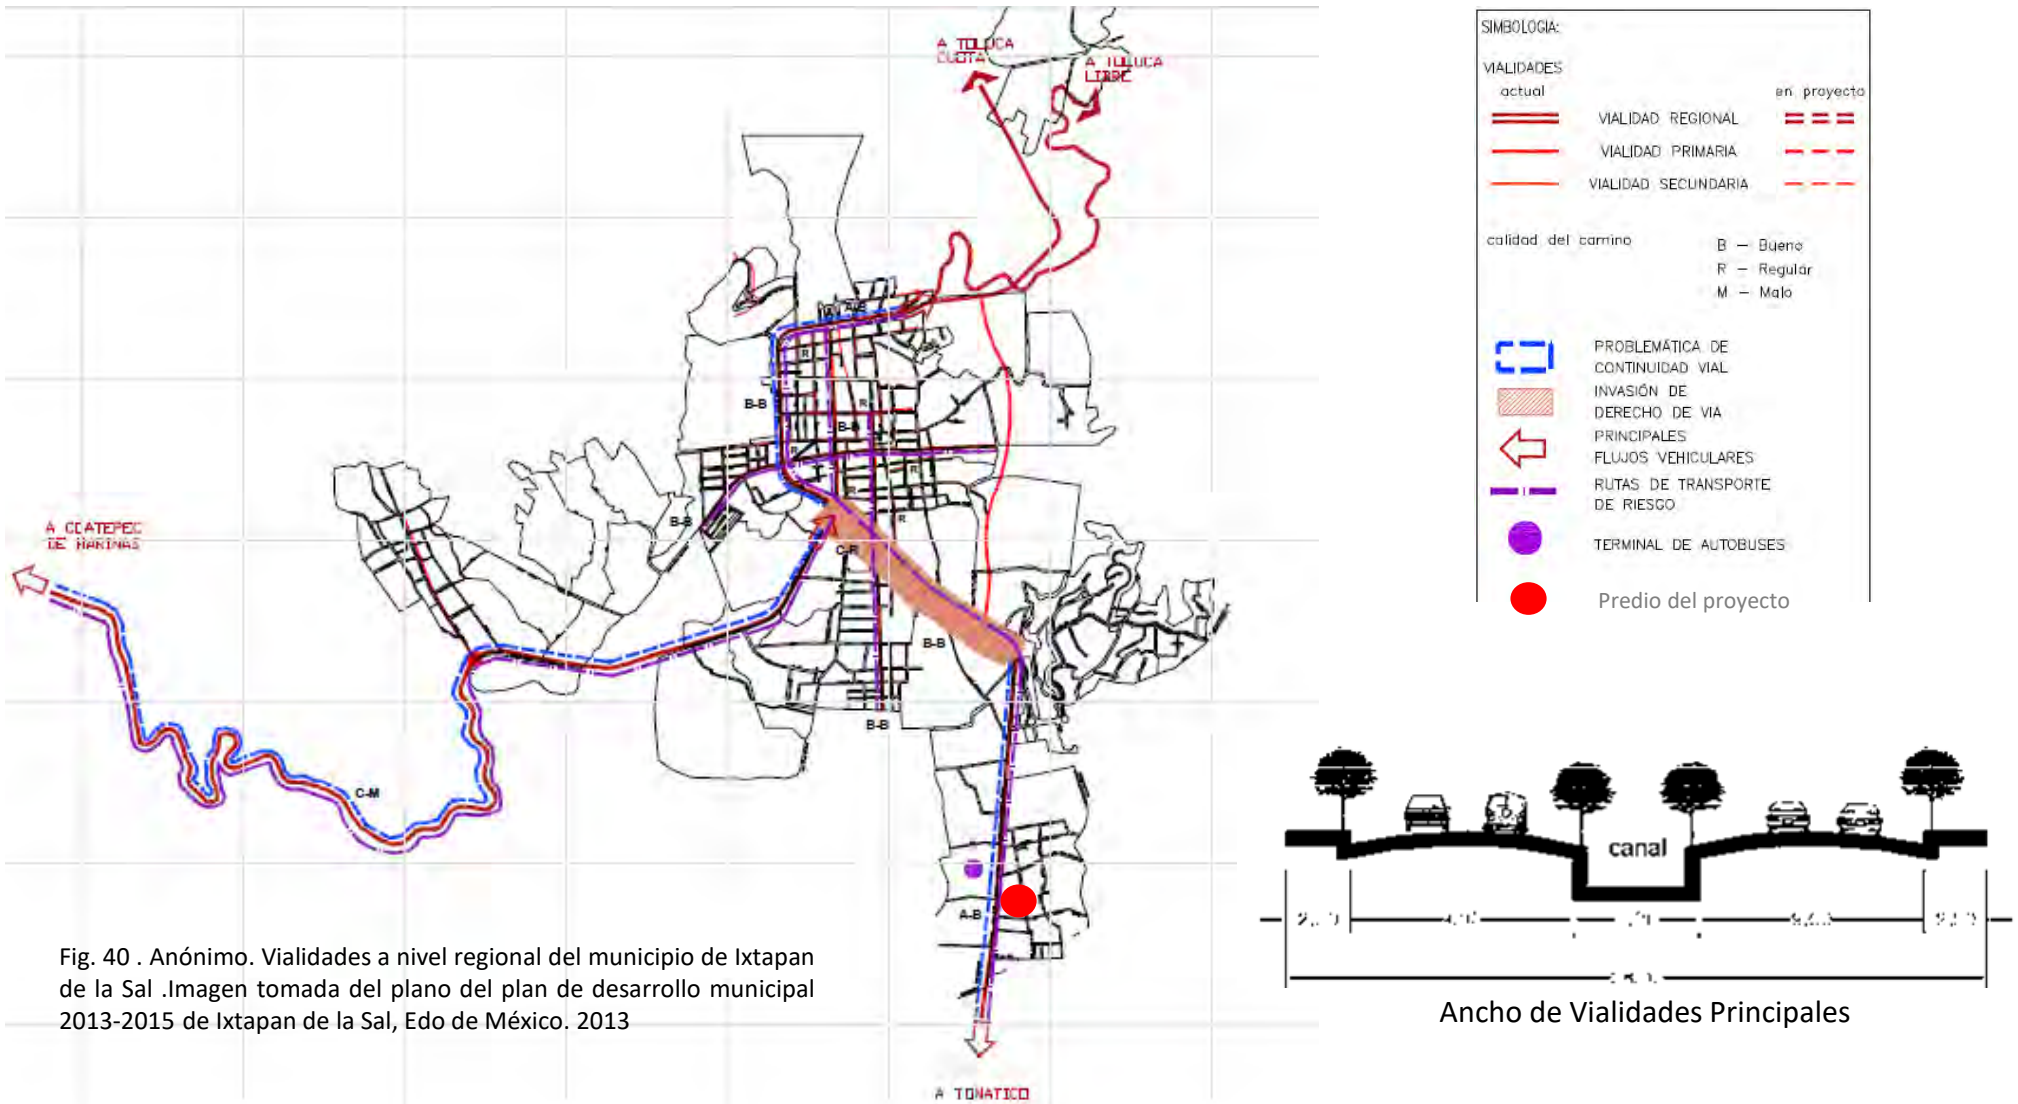 A TOLUCA
CUOTA
A TOLUCA
LIBRE
A-B
R
B-B
R
B-B
R
B-B
R
A COATEPEC
DE HARINAS
C-R
B-B
B-B
C-M
A-B
A TONATICO
Fig. 40 . Anónimo. Vialidades a nivel regional del municipio de Ixtapan
de la Sal .Imagen tomada del plano del plan de desarrollo municipal
2013-2015 de Ixtapan de la Sal, Edo de México. 2013
SIMBOLOGIA:
VIALIDADES
actual
en proyecto
VIALIDAD REGIONAL
VIALIDAD PRIMARIA
VIALIDAD SECUNDARIA
calidad del camino
B – Bueno
R – Regular
M – Malo
PROBLEMÁTICA DE
CONTINUIDAD VIAL
INVASIÓN DE
DERECHO DE VIA
PRINCIPALES
FLUJOS VEHICULARES
RUTAS DE TRANSPORTE
DE RIESGO
TERMINAL DE AUTOBUSES
Predio del proyecto
canal
Ancho de Vialidades Principales